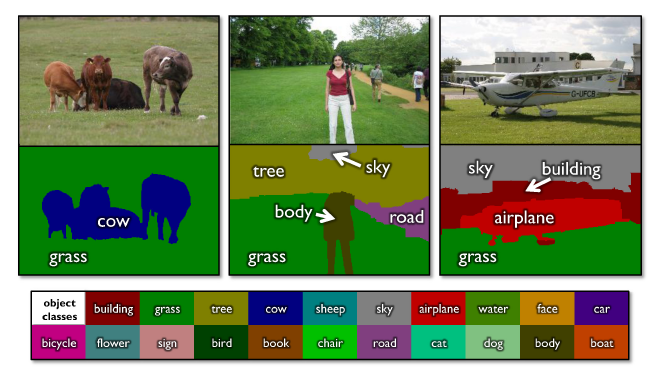 G-UFCB
cow
grass
tree
sky
body
road
grass
sky
building
airplane
grass
object classes
building
grass
tree
cow
sheep
sky
airplane
water
face
car
bicycle
flower
sign
bird
book
chair
road
cat
dog
body
boat